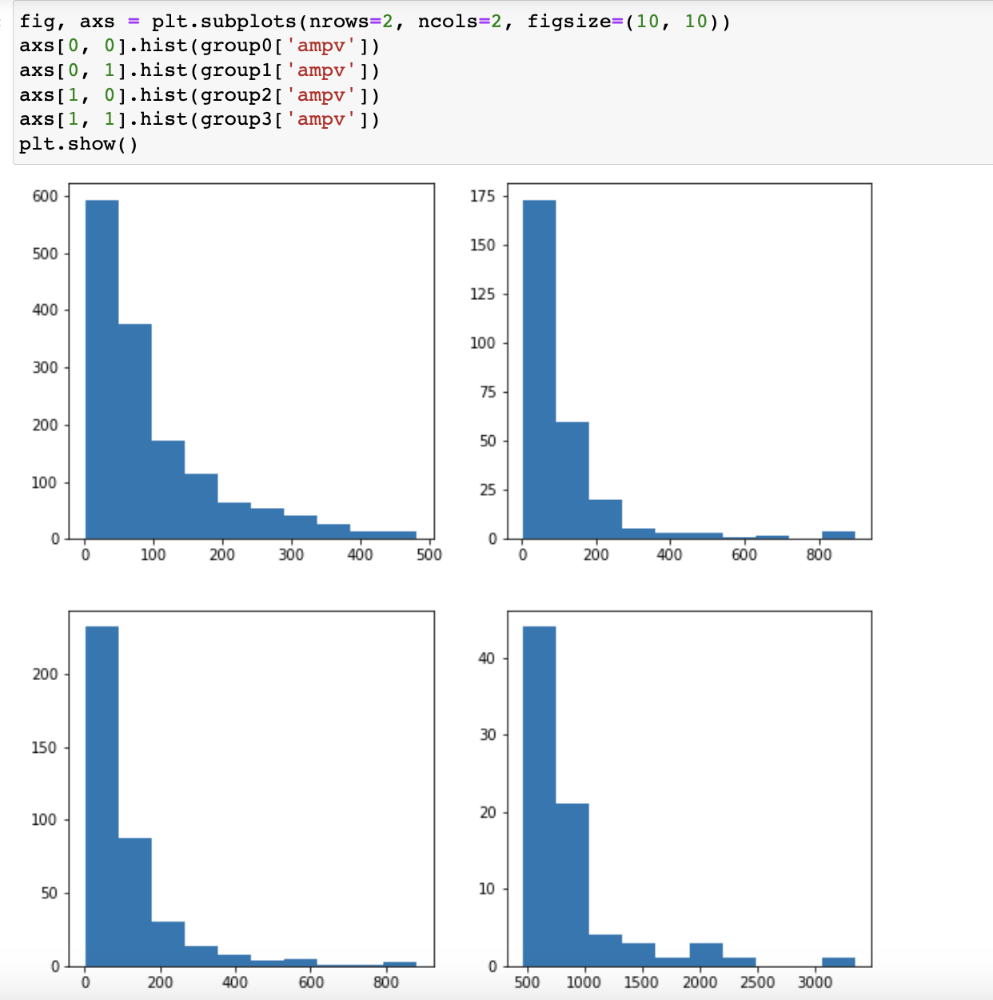 fig, axs = plt.subplots(nrows=2, ncols=2, figsize=(10, 10))
axs[0, 0].hist(group0['ampv'])
axs[0, 1].hist(group1['ampv'])
axs[1, 0].hist(group2['ampv'])
axs[1, 1].hist(group3['ampv'])
plt.show()
600
500
400
300
200
100
0
0 100 200 300 400 500
175
150
125
100
75
50
25
0
0 200 400 600 800
200
150
100
50
0
0 200 400 600 800
40
30
20
10
0
500 1000 1500 2000 2500 3000